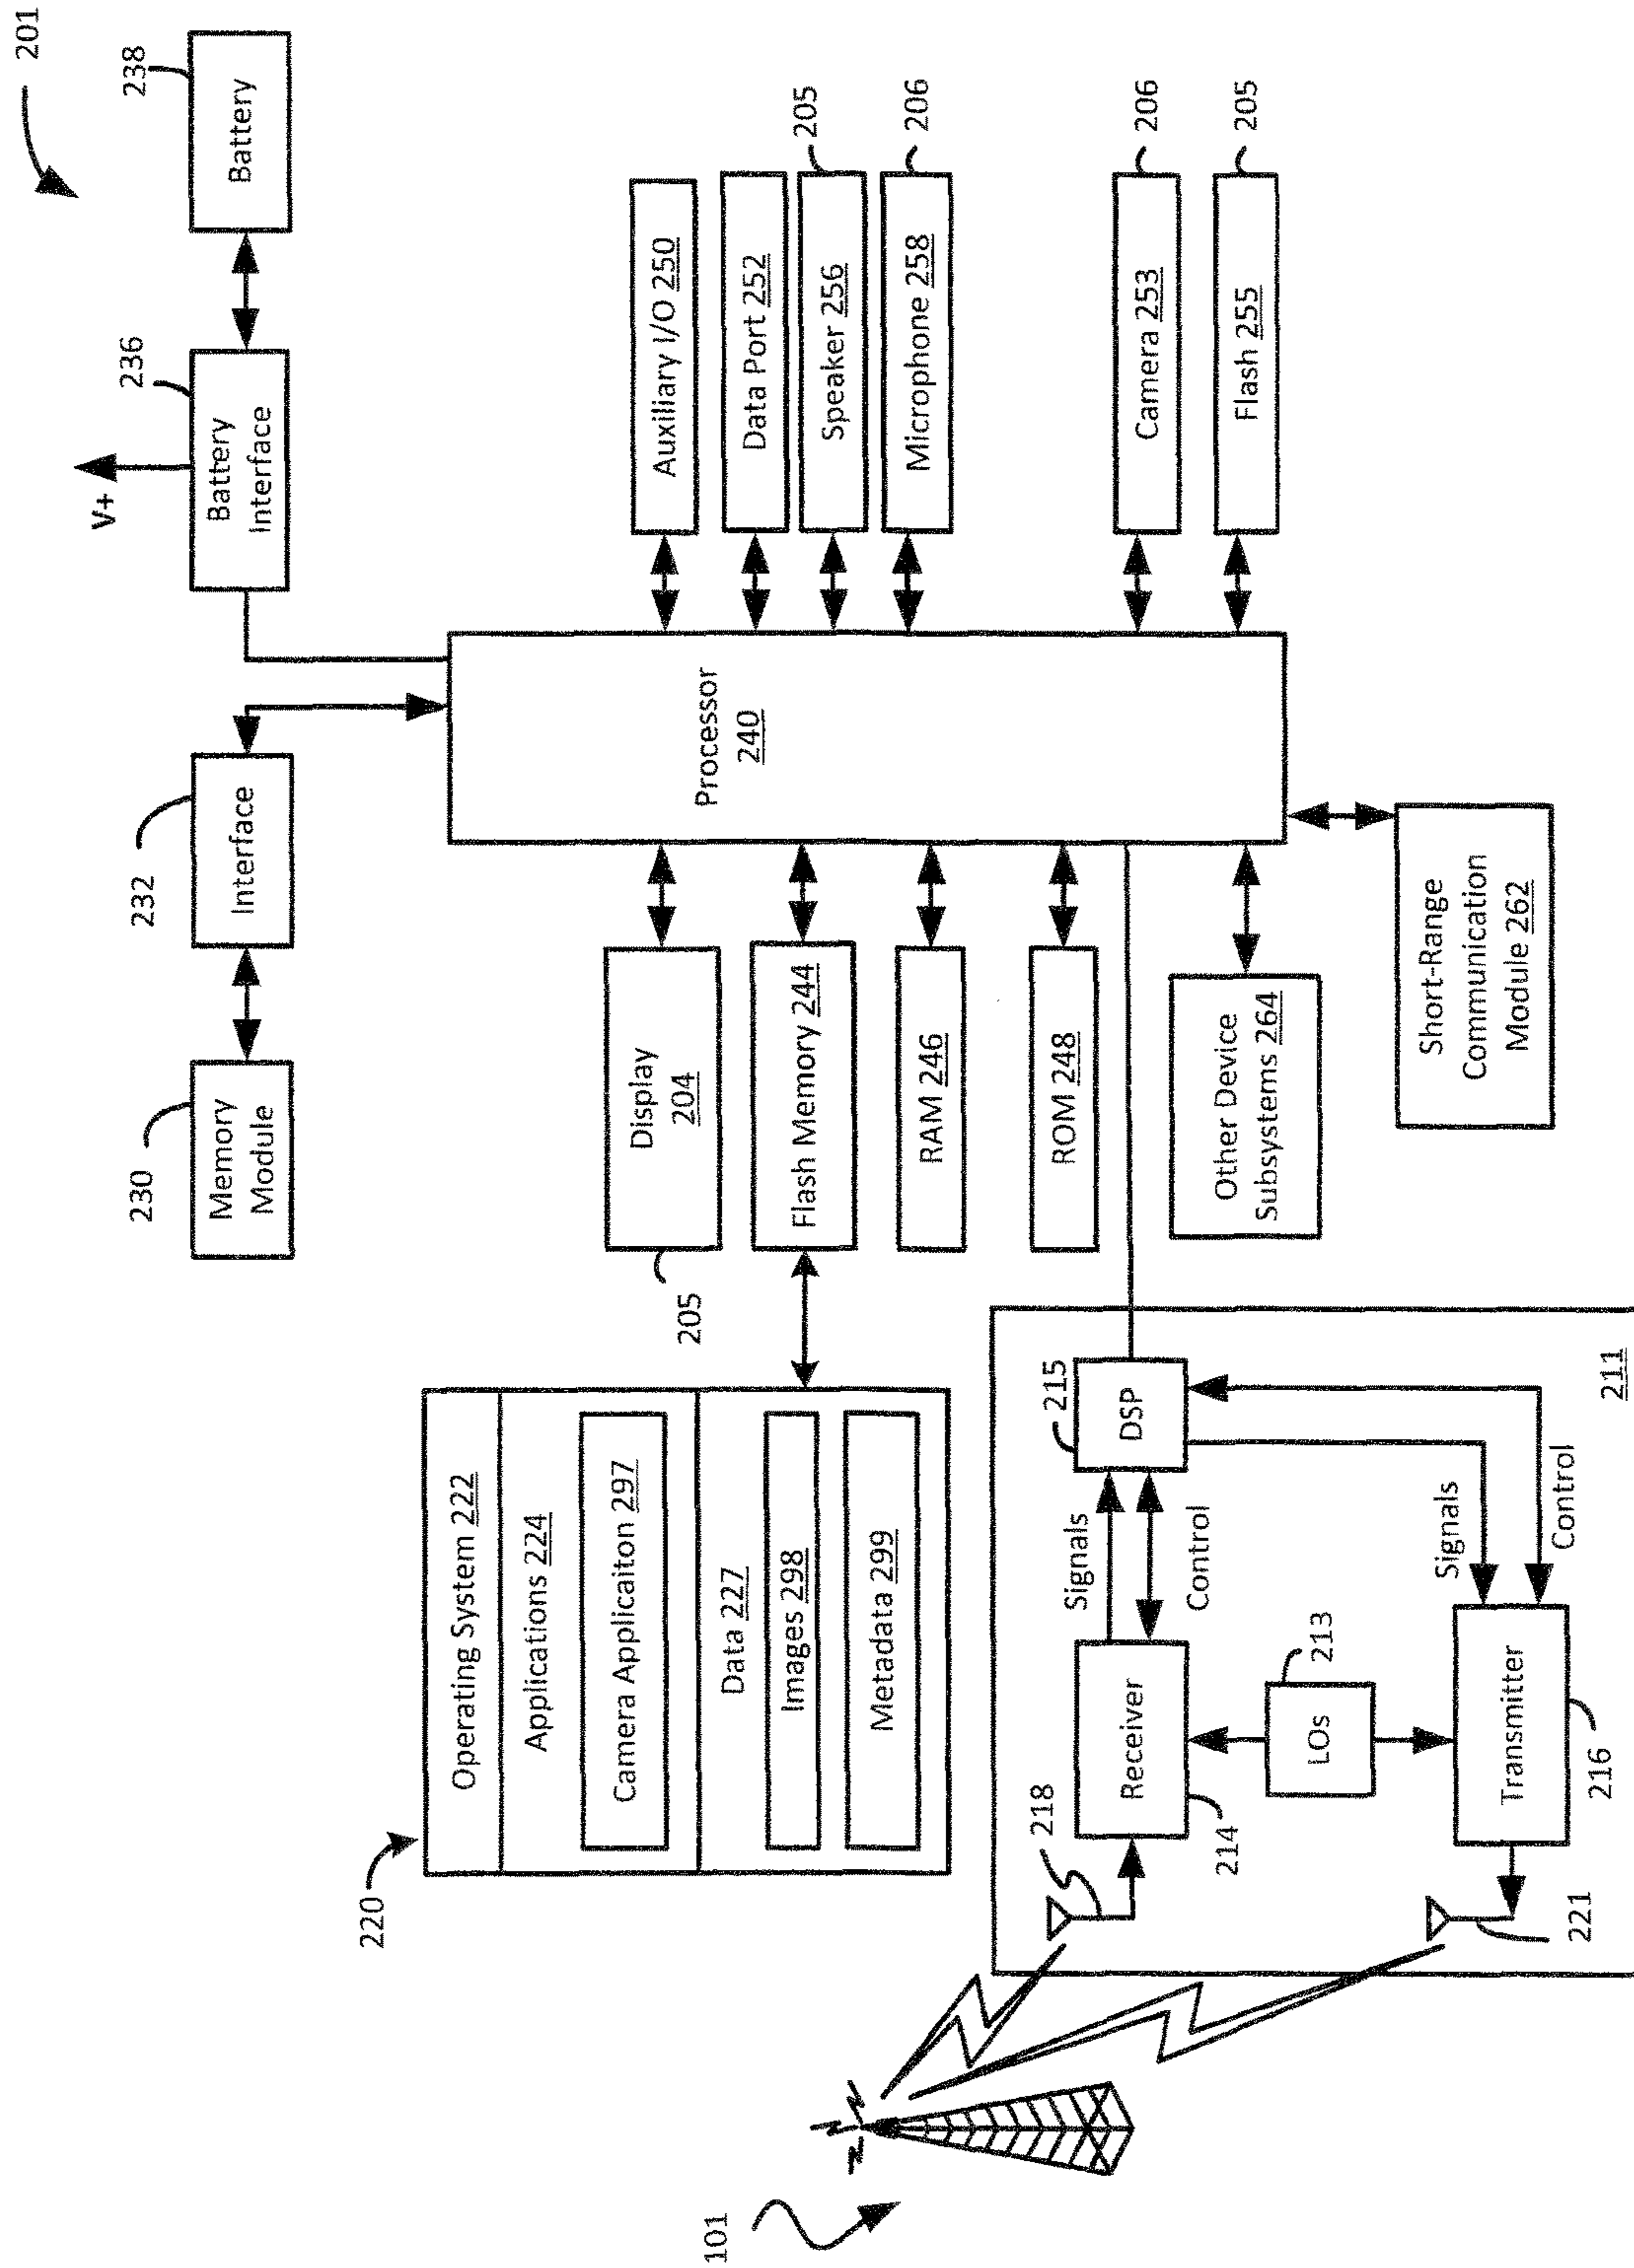 201
230
Memory
Module
232
Interface
V+
236
Battery
Interface
238
Battery
220
Operating System 222
Applications 224
Camera Applicaiton 297
Data 227
Images 298
Metadada 299
205
Display
204
Flash Memory 244
RAM 246
ROM 248
Other Device
Subsystems 264
Short-Range
Communication
Module 262
Processor
240
Auxiliary I/O 250
Data Port 252
Speaker 256
205
Microphone 258
206
Camera 253
206
Flash 255
205
101
218
Receiver
214
Signals
Control
215
DSP
LOs
213
Signals
Control
Transmitter
216
221
211